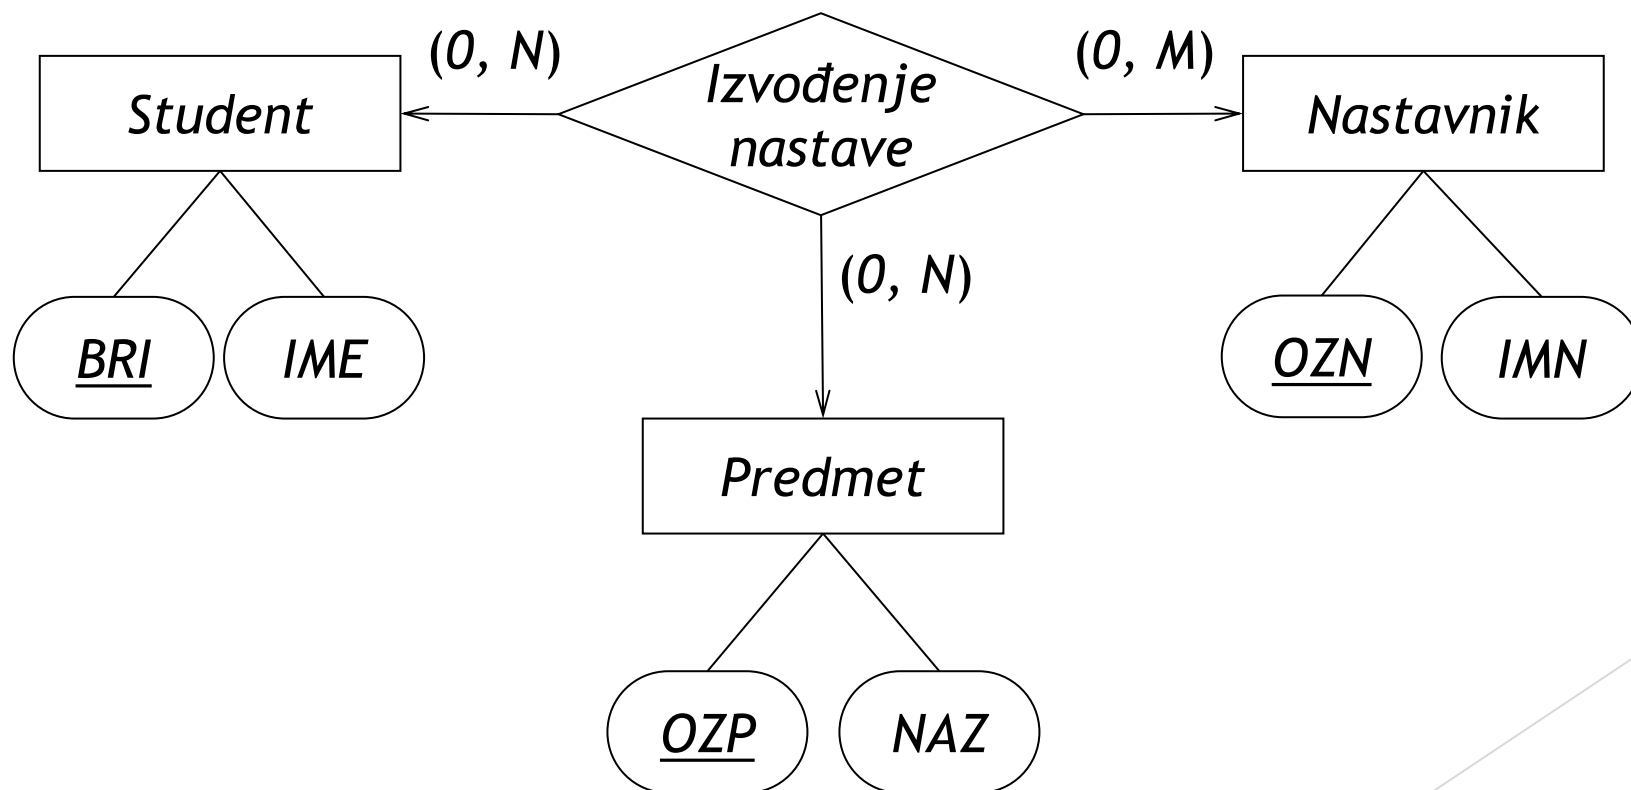 (0, N)
(0, M)
Student
Izvođenje
nastave
Nastavnik
(0, N)
BRI
IME
OZN
IMN
Predmet
OZP
NAZ